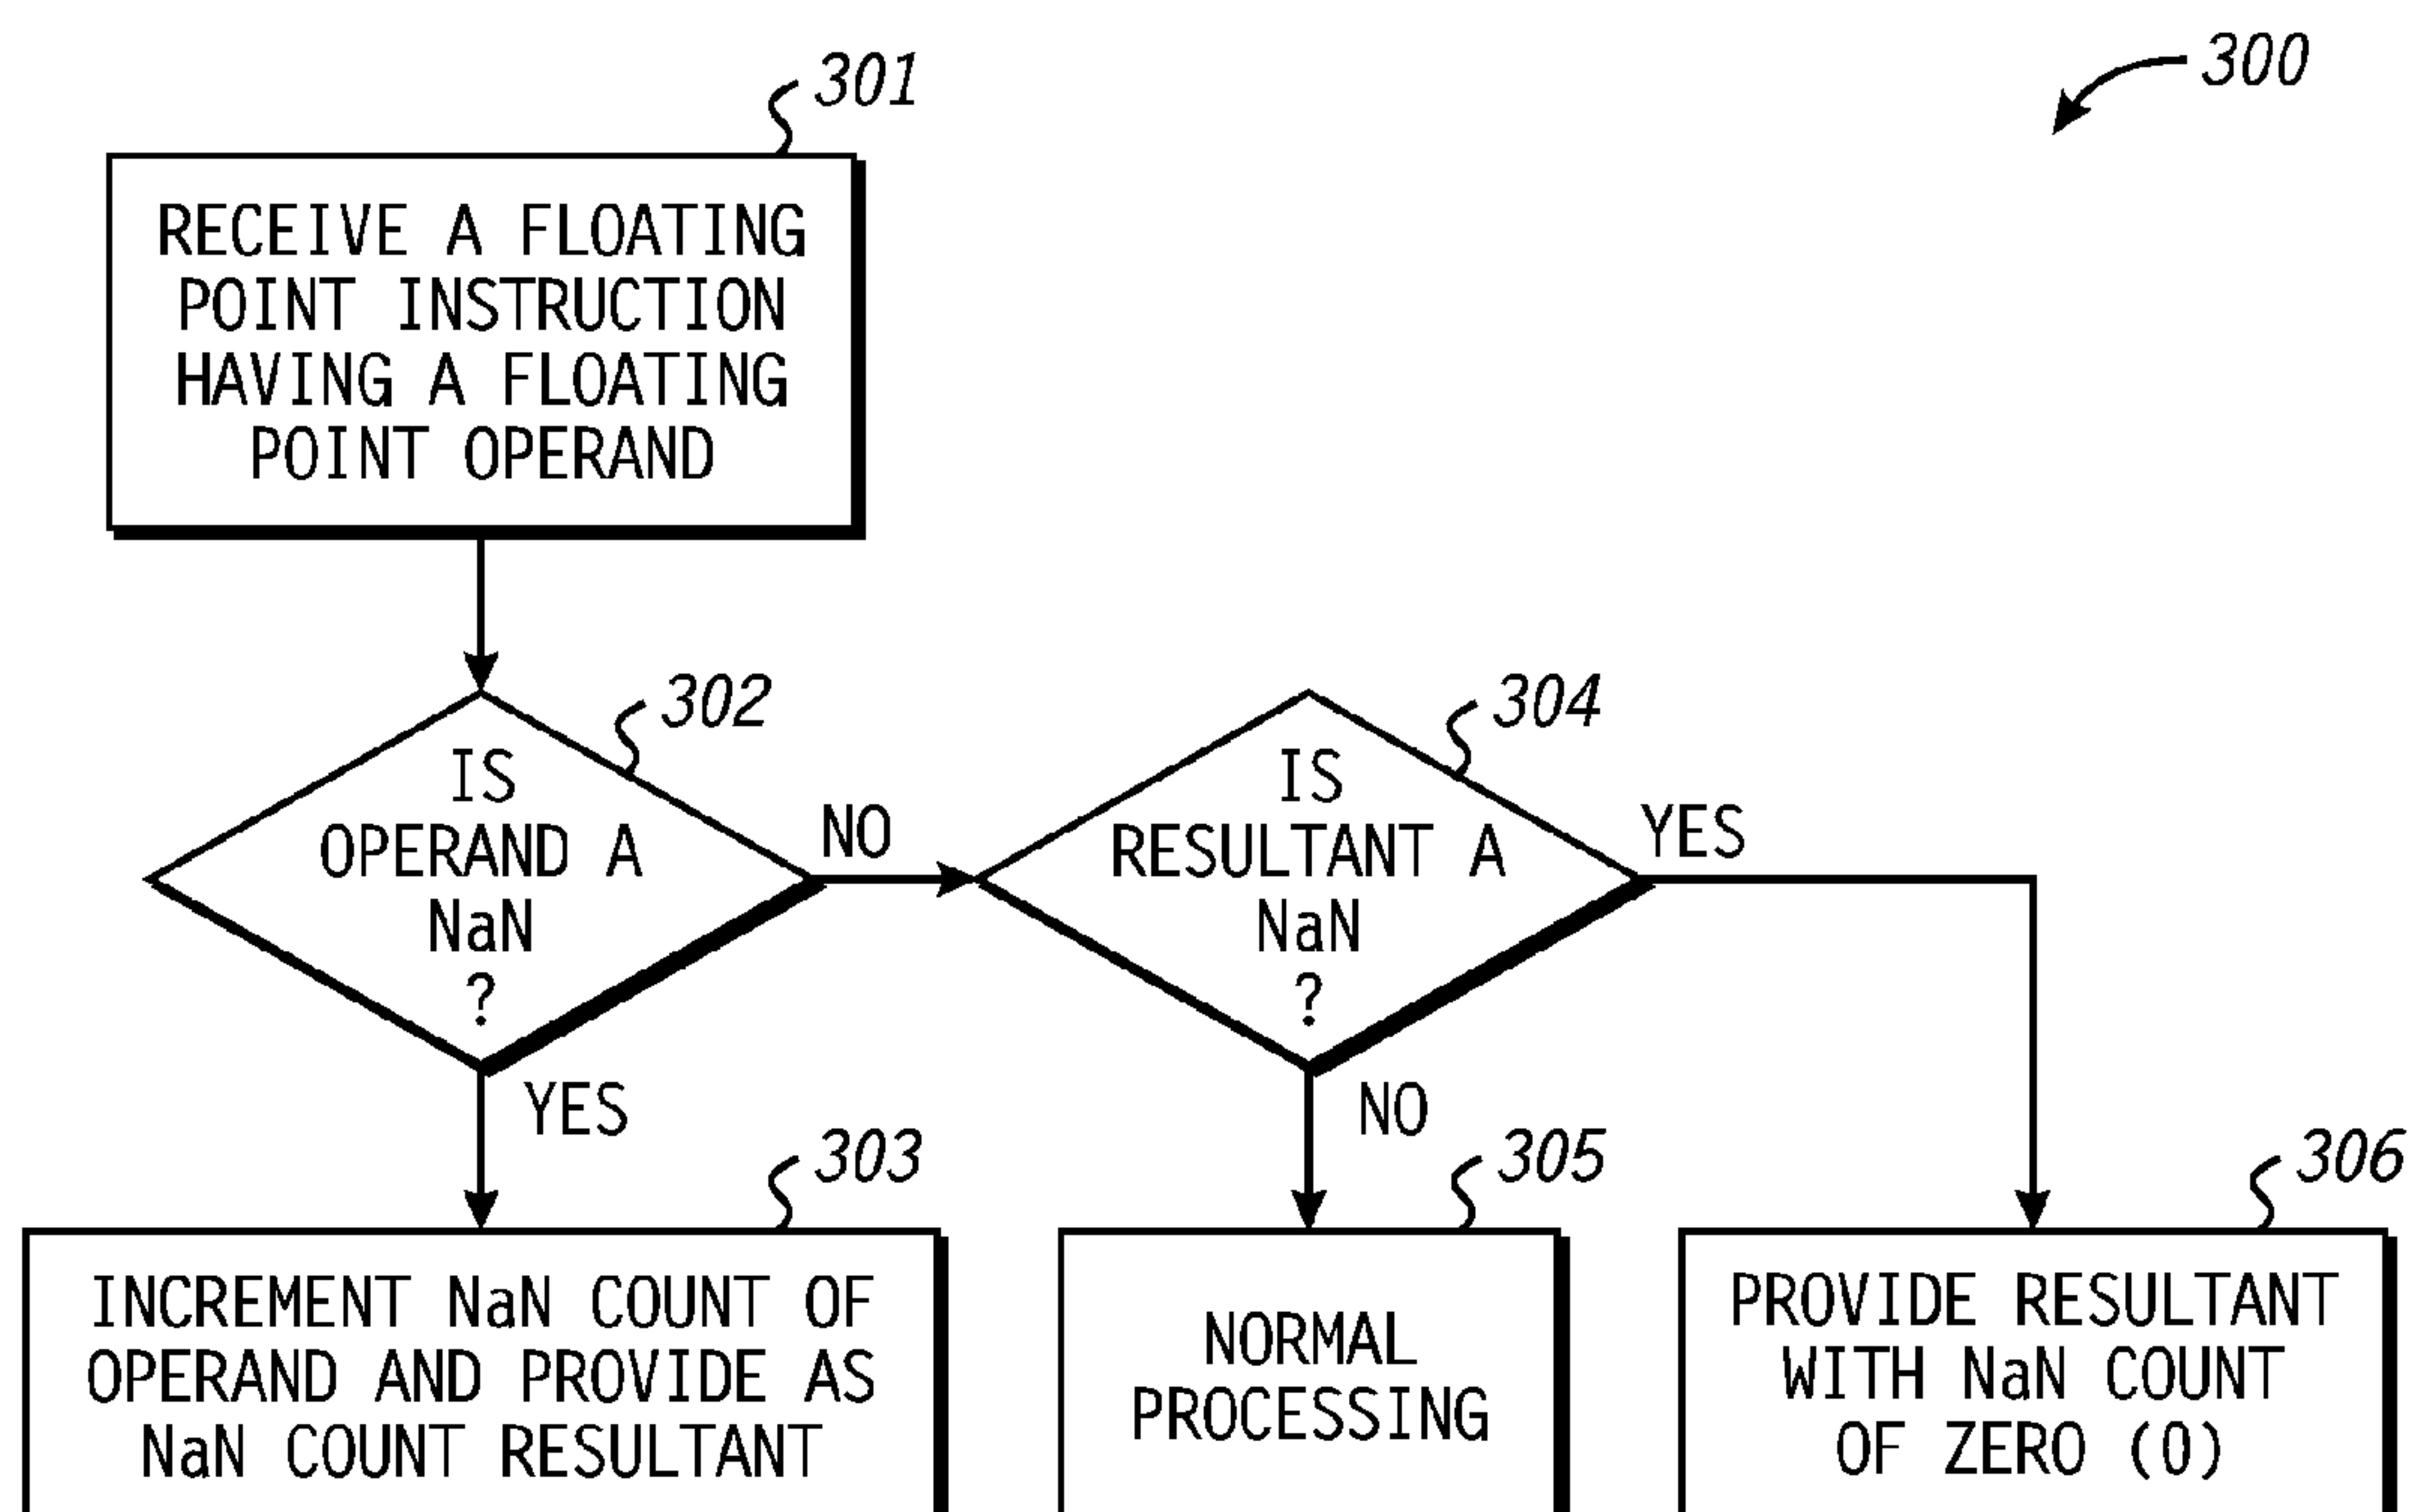 301
300
RECEIVE A FLOATING
POINT INSTRUCTION
HAVING A FLOATING
POINT OPERAND
302
IS
OPERAND A
NaN
?
NO
YES
304
IS
RESULTANT A
NaN
?
YES
NO
303
INCREMENT NaN COUNT OF
OPERAND AND PROVIDE AS
NaN COUNT RESULTANT
305
NORMAL
PROCESSING
306
PROVIDE RESULTANT
WITH NaN COUNT
OF ZERO (0)